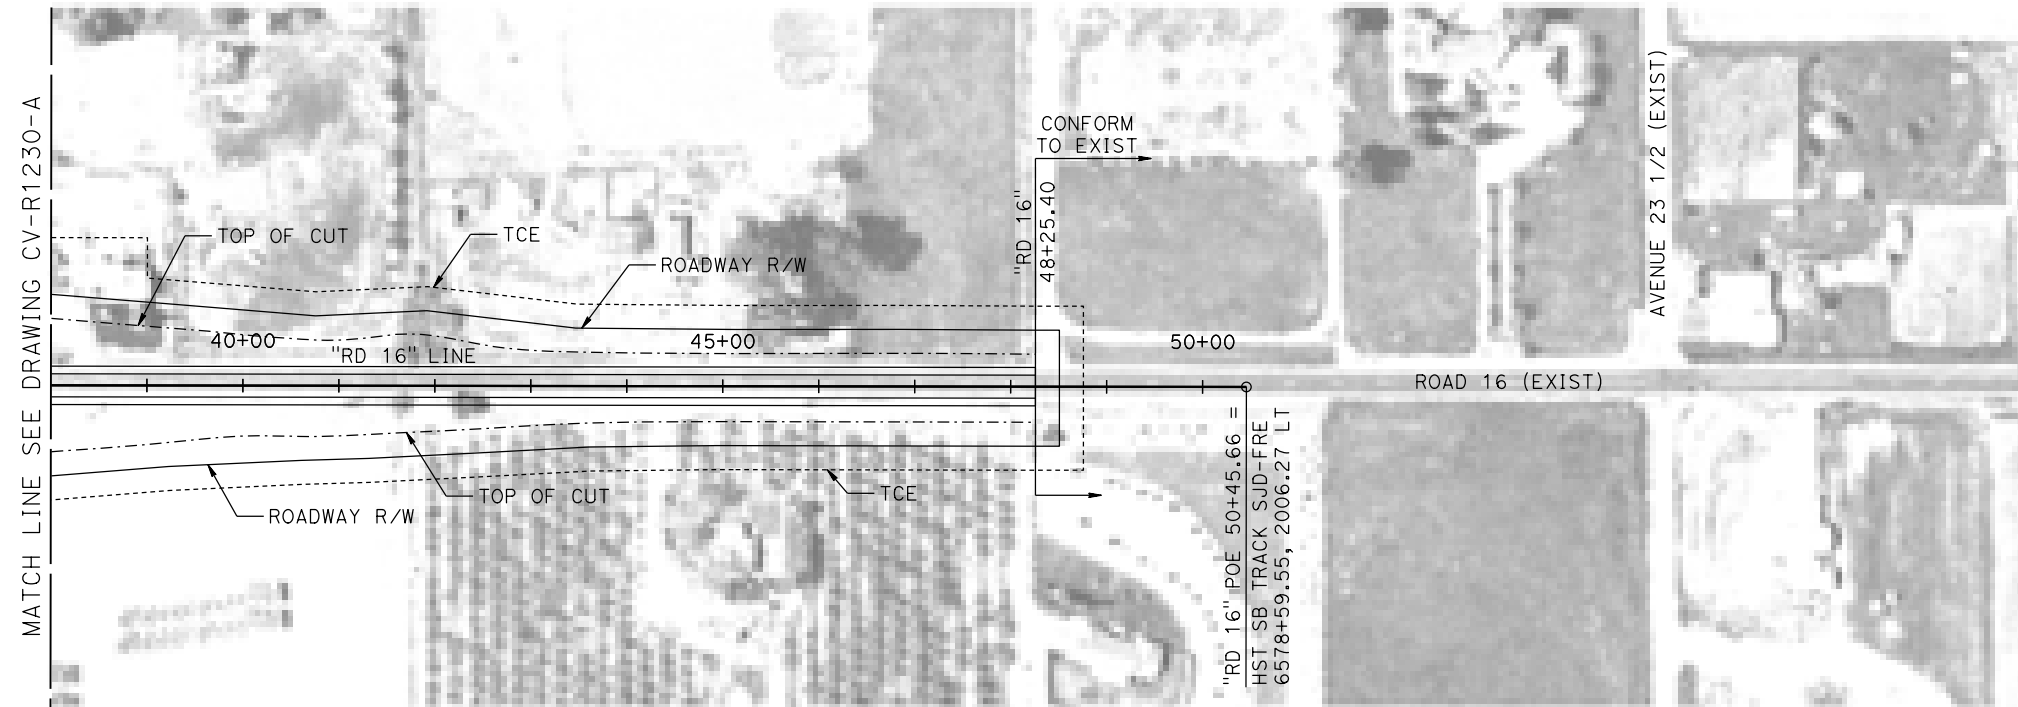 MATCH LINE SEE DRAWING CV-R1230-A
TOP OF CUT
TCE
ROADWAY R/W
CONFORM
TO EXIST
"RD 16"
48+25.40
40+00
"RD 16" LINE
45+00
50+00
AVENUE 23 1/2 (EXIST)
ROAD 16 (EXIST)
ROADWAY R/W
TOP OF CUT
TCE
"RD 16" POE 50+45.66 =
HST SB TRACK SJD-FRE
6578+59.55, 2006.27 LT